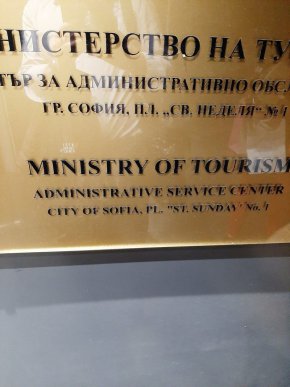 НИСТЕРСТВО НА ТУ
ТЪР ЗА АДМИНИСТРАТИВНО ОБСЛ
ГР. СОФИЯ, ПЛ. „СВ. НЕДЕЛЯ" № 1
MINISTRY OF TOURISM
ADMINISTRATIVE SERVICE CENTER
CITY OF SOFIA, PL. "ST. SUNDAY' No. 1